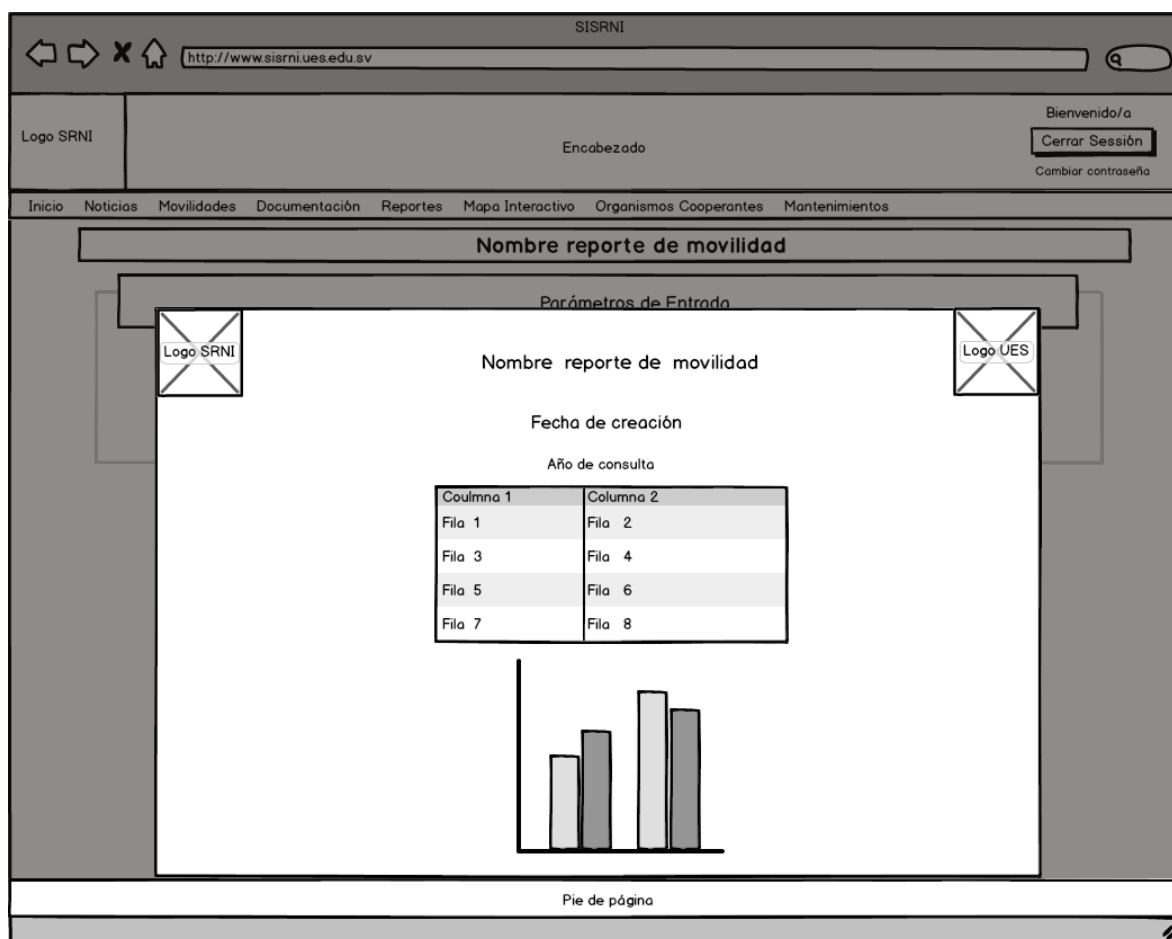 SISRNI
http://www.sisrni.ues.edu.sv
Logo SRNI
Encabezado
Bienvenido/a
Cerrar Sessión
Cambiar contraseña
Inicio Noticias Movilidades Documentación Reportes Mapa Interactivo Organismos Cooperantes Mantenimientos
Nombre reporte de movilidad
Parámetros de Entrada
Logo SRNI
Nombre reporte de movilidad
Logo UES
Fecha de creación
Año de consulta
Coulmna 1 Columna 2
Fila 1 Fila 2
Fila 3 Fila 4
Fila 5 Fila 6
Fila 7 Fila 8
Pie de página